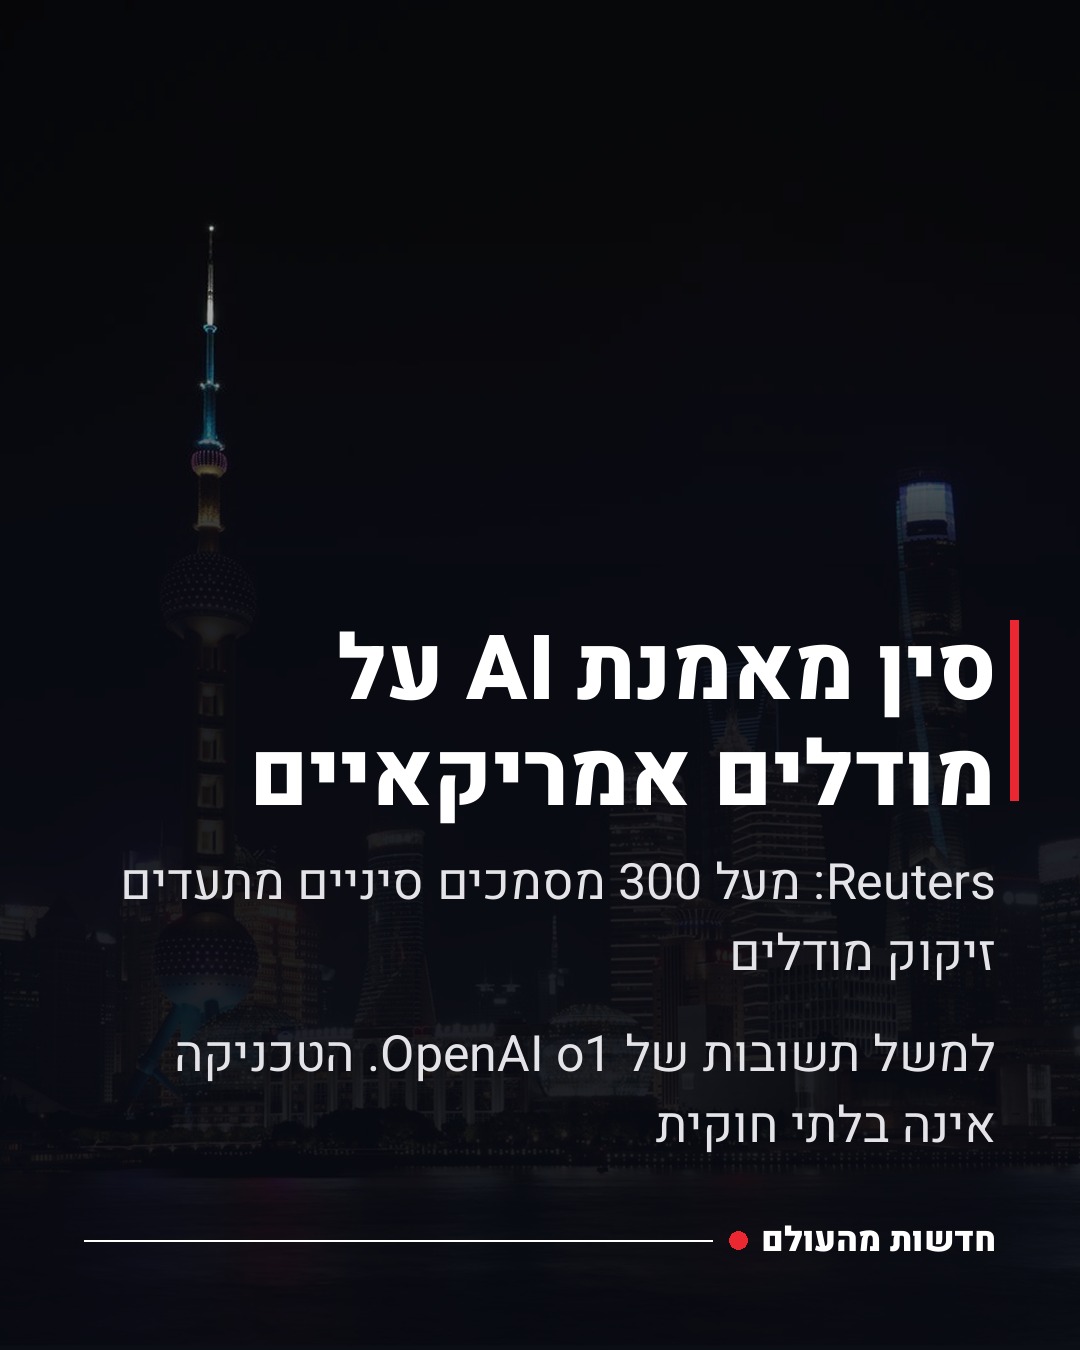 סין מאמנת AI על
מודלים אמריקאיים
Reuters: מעל 300 מסמכים סיניים מתעדים
זיקוק מודלים
למשל תשובות של OpenAI o1. הטכניקה
אינה בלתי חוקית
חדשות מהעולם